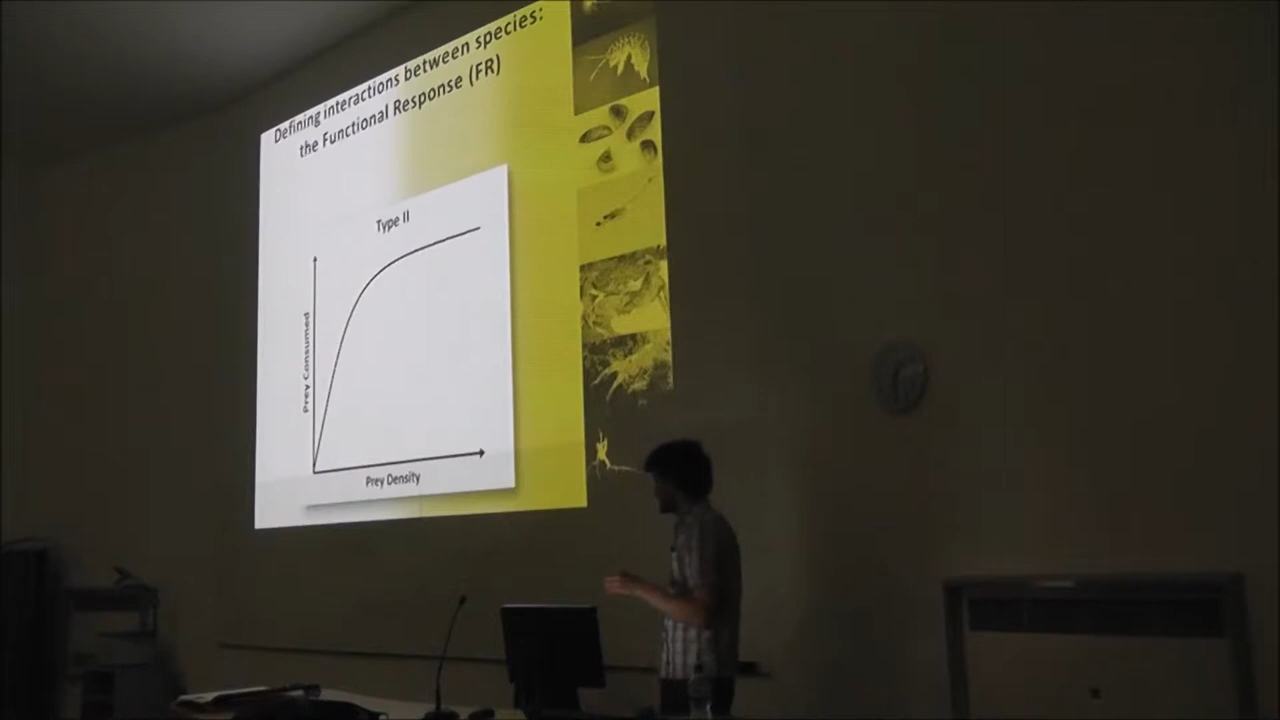 Defining interactions between species:
the Functional Response (FR)
Type II
Prey Consumed
Prey Density